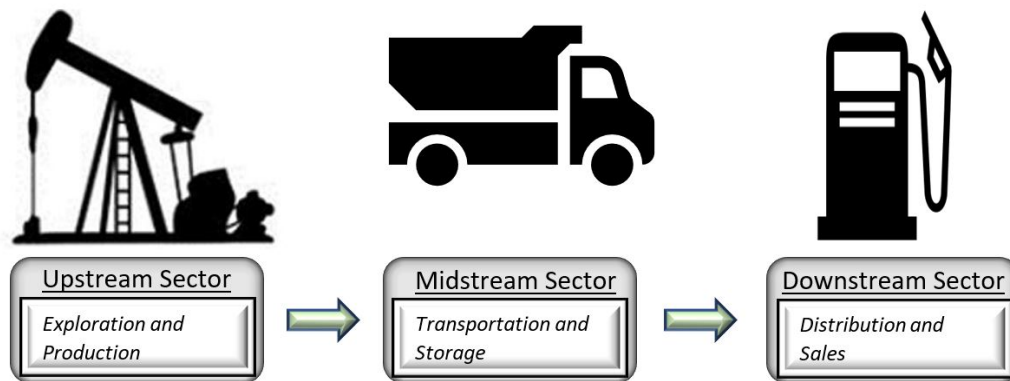 Upstream Sector
Exploration and
Production
Midstream Sector
Transportation and
Storage
Downstream Sector
Distribution and
Sales